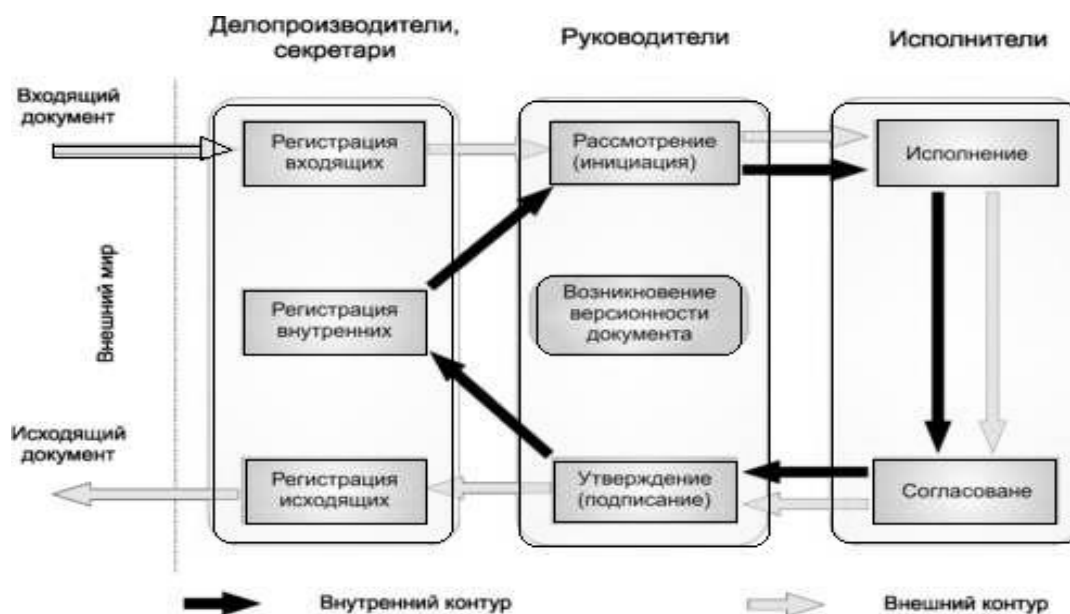 Делопроизводители,
секретари
Руководители
Исполнители
Входящий
документ
Регистрация
входящих
Рассмотрение
(инициация)
Исполнение
Внешний мир
Регистрация
внутренних
Возникновение
версионности
документа
Исходящий
документ
Регистрация
исходящих
Утверждение
(подписание)
Согласоване
Внутренний контур
Внешний контур